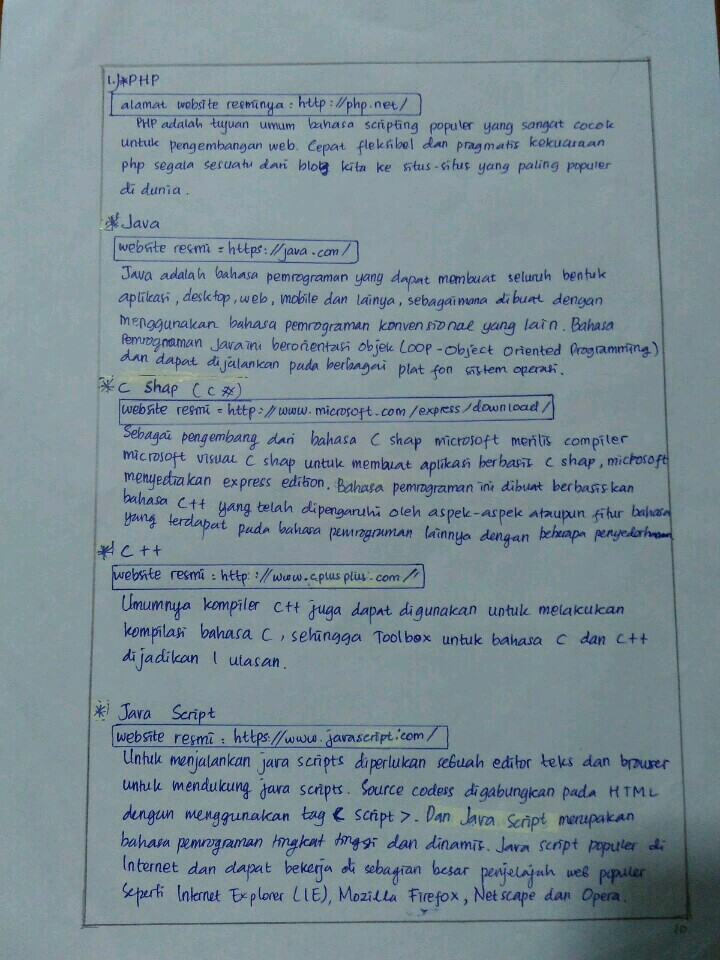 1.)*PHP
alamat website resminya : http://php.net/
PHP adalah tujuan umum bahasa scripting populer yang sangat cocok
untuk pengembangan web. Cepat fleksibel dan pragmatis kekuasaan
php segala sesuatu dari blog kita ke situs-situs yang paling populer
di dunia.
* Java
website resmi = https://java.com/
Java adalah bahasa pemrograman yang dapat membuat seluruh bentuk
aplikasi, desktop, web, mobile dan lainya, sebagaimana dibuat dengan
menggunakan bahasa pemrograman konvensional yang lain. Bahasa
Pemrograman Java ini berorientasi objek (OOP-Object Oriented Programming)
dan dapat dijalankan pada berbagai plat fon sistem operasi.
* C Shap (C#)
website resmi = http://www.microsoft.com/express/download/
Sebagai pengembang dari bahasa C shap microsoft merilis compiler
microsoft visual C shap untuk membuat aplikasi berbasis C shap, microsoft
menyediakan express edition. Bahasa pemrograman ini dibuat berbasiskan
bahasa C++ yang telah dipengaruhi oleh aspek-aspek ataupun fitur bahasa
yang terdapat pada bahasa pemrograman lainnya dengan beberapa penyederhanaan
* C ++
website resmi : http://www.cplusplus.com//
Umumnya kompiler C++ juga dapat digunakan untuk melakukan
kompilasi bahasa C, sehingga Toolbox untuk bahasa C dan C++
dijadikan 1 ulasan.
* Java Script
website resmi : https://www.javascript.com/
Untuk menjalankan java scripts diperlukan sebuah editor teks dan browser
untuk mendukung java scripts. Source codess digabungkan pada HTML
dengan menggunakan tag < script >. Dan Java Script merupakan
bahasa pemrograman tingkat tinggi dan dinamis. Java script populer di
Internet dan dapat bekerja di sebagian besar penjelajah web populer
Seperti Internet Explorer (IE), Mozilla Firefox, Netscape dan Opera.
10